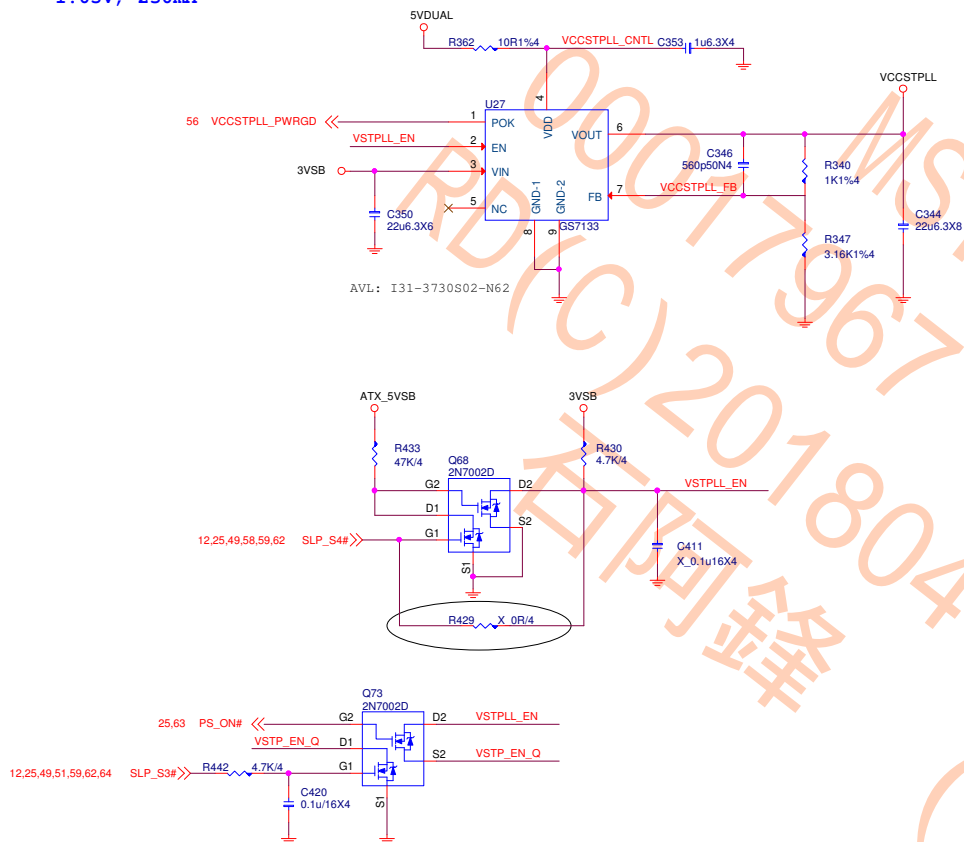 5VDUAL
R362 10R1%4 VCCSTPLL_CNTL C353 1u6.3X4
VCCSTPLL
U27
4
VDD
56 VCCSTPLL_PWRGD 1 POK
VSTPLL_EN 2 EN
3VSB 3 VIN
5 NC
VOUT 6
FB 7 VCCSTPLL_FB
GND-1
GND-2
8
9
GS7133
C350
22u6.3X6
C346
560p50N4
R340
1K1%4
R347
3.16K1%4
C344
22u6.3X8
AVL: I31-3730S02-N62
ATX_5VSB
3VSB
R433
47K/4
Q68
2N7002D
R430
4.7K/4
G2
D1
G1
S1
D2
S2
VSTPLL_EN
12,25,49,58,59,62 SLP_S4#
C411
X_0.1u16X4
R429 X_0R/4
Q73
2N7002D
25,63 PS_ON# G2 D2 VSTPLL_EN
VSTP_EN_Q D1 S2 VSTP_EN_Q
12,25,49,51,59,62,64 SLP_S3# R442 4.7K/4 G1
S1
C420
0.1u/16X4
MS
000017967
RD(C)201804
石阿鋒
(